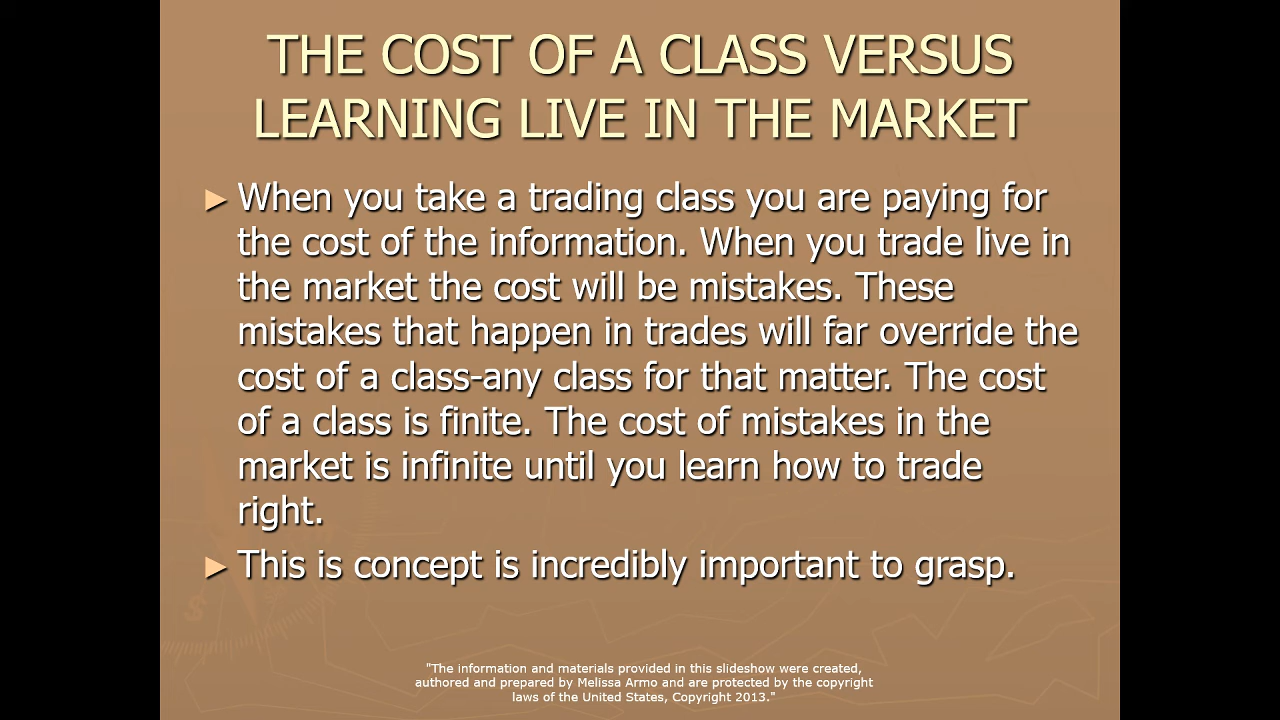 THE COST OF A CLASS VERSUS
LEARNING LIVE IN THE MARKET
► When you take a trading class you are paying for
the cost of the information. When you trade live in
the market the cost will be mistakes. These
mistakes that happen in trades will far override the
cost of a class-any class for that matter. The cost
of a class is finite. The cost of mistakes in the
market is infinite until you learn how to trade
right.
► This is concept is incredibly important to grasp.
"The information and materials provided in this slideshow were created,
authored and prepared by Melissa Armo and are protected by the copyright
laws of the United States, Copyright 2013."